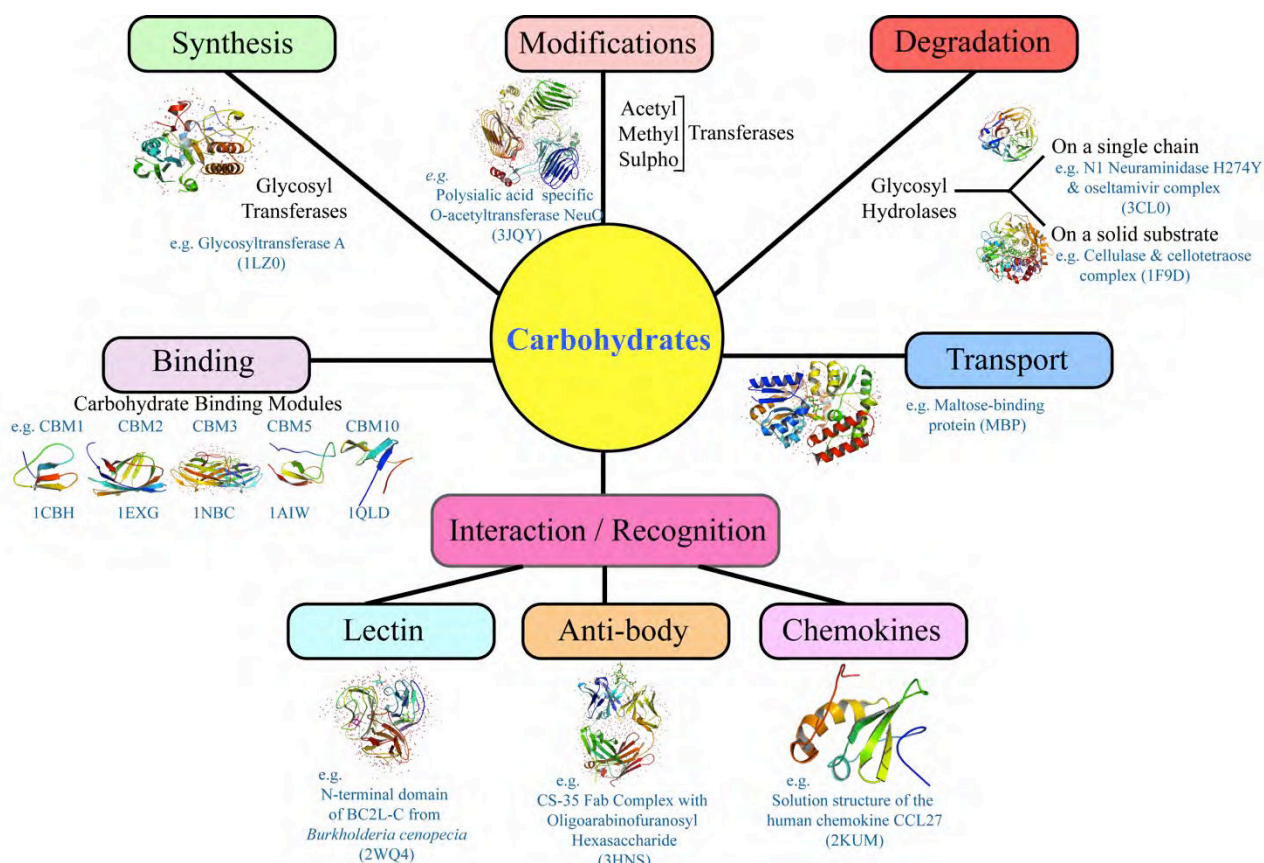 Synthesis
Modifications
Degradation
Glycosyl
Transferases
e.g. Glycosyltransferase A
(1LZ0)
e.g.
Polysialic acid specific
O-acetyltransferase NeuO
(3JQY)
Acetyl
Methyl
Sulpho
Transferases
Glycosyl
Hydrolases
On a single chain
e.g. N1 Neuraminidase H274Y
& oseltamivir complex
(3CL0)
On a solid substrate
e.g. Cellulase & cellotetraose
complex (1F9D)
Carbohydrates
Binding
Carbohydrate Binding Modules
e.g. CBM1 CBM2 CBM3 CBM5 CBM10
1CBH 1EXG 1NBC 1AIW 1QLD
Transport
e.g. Maltose-binding
protein (MBP)
Interaction / Recognition
Lectin
Anti-body
Chemokines
e.g.
N-terminal domain
of BC2L-C from
Burkholderia cenopecia
(2WQ4)
e.g.
CS-35 Fab Complex with
Oligoarabinofuranosyl
Hexasaccharide
(3HNS)
e.g.
Solution structure of the
human chemokine CCL27
(2KUM)